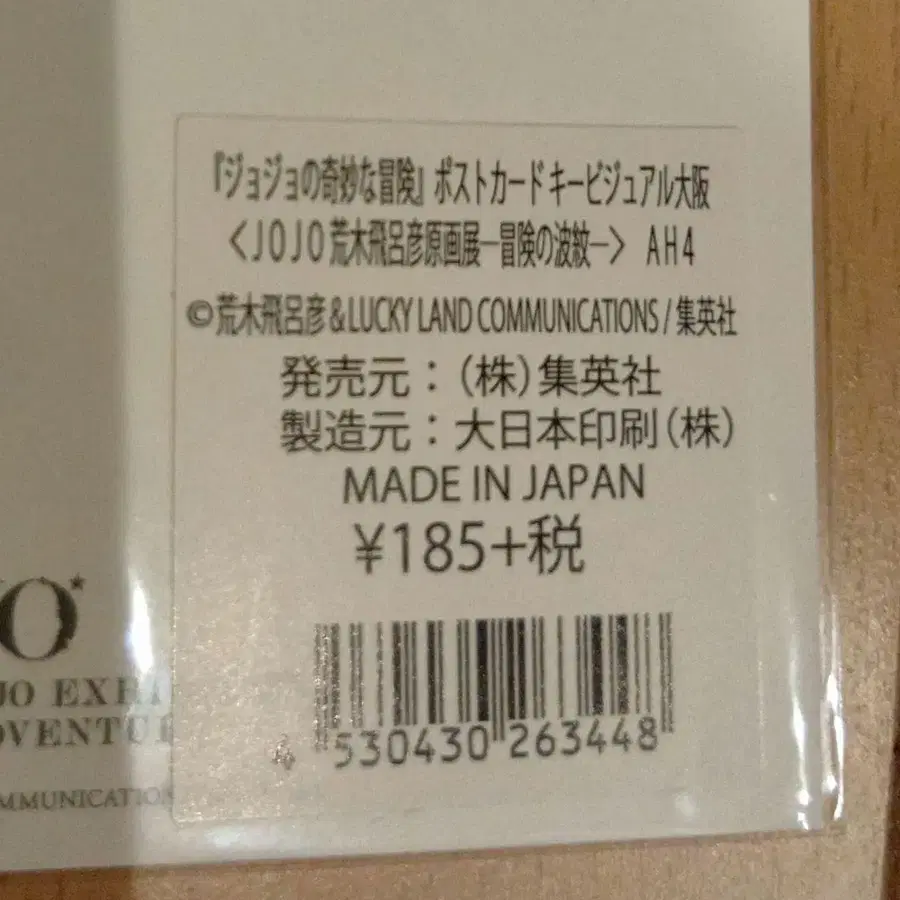 『ジョジョの奇妙な冒険』ポストカード キービジュアル大阪
＜JOJO 荒木飛呂彦原画展―冒険の波紋―＞ AH4
©荒木飛呂彦&LUCKY LAND COMMUNICATIONS/集英社
発売元：(株)集英社
製造元：大日本印刷(株)
MADE IN JAPAN
¥185+税
4 530430 263448